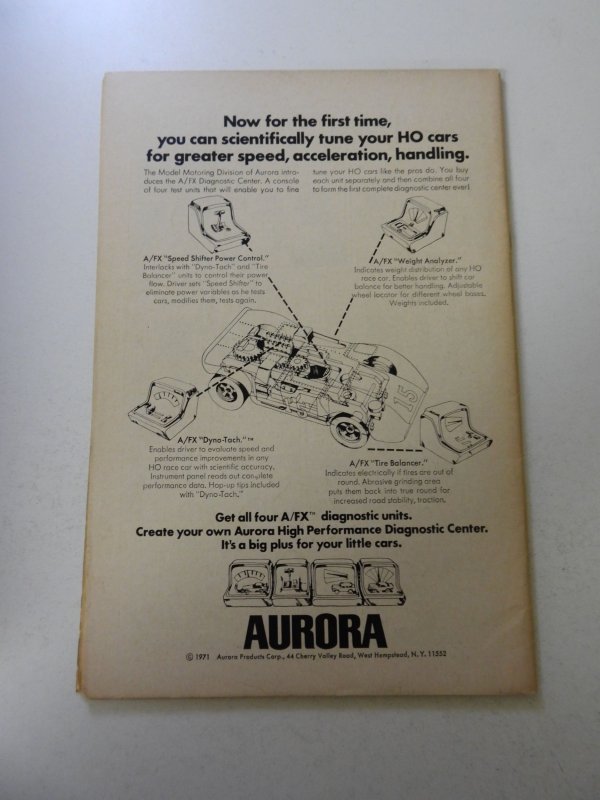 Now for the first time,
you can scientifically tune your HO cars
for greater speed, acceleration, handling.
The Model Motoring Division of Aurora intro-
duces the A/FX Diagnostic Center. A console
of four test units that will enable you to fine
tune your HO cars like the pros do. You buy
each unit separately and then combine all four
to form the first complete diagnostic center ever!
A/FX "Speed Shifter Power Control."
Interlocks with "Dyno-Tach" and "Tire
Balancer" units to control their power
flow. Driver sets "Speed Shifter" to
eliminate power variables as he tests
cars, modifies them, tests again.
A/FX "Weight Analyzer."
Indicates weight distribution of any HO
race car. Enables driver to shift car
balance for better handling. Adjustable
wheel locator for different wheel bases.
Weights included.
15
A/FX "Dyno-Tach."™
Enables driver to evaluate speed and
performance improvements in any
HO race car with scientific accuracy.
Instrument panel reads out complete
performance data. Hop-up tips included
with "Dyno-Tach."
A/FX "Tire Balancer."
Indicates electrically if tires are out of
round. Abrasive grinding area
puts them back into true round for
increased road stability, traction.
Get all four A/FX™ diagnostic units.
Create your own Aurora High Performance Diagnostic Center.
It's a big plus for your little cars.
AURORA
© 1971 Aurora Products Corp., 44 Cherry Valley Road, West Hempstead, N.Y. 11552